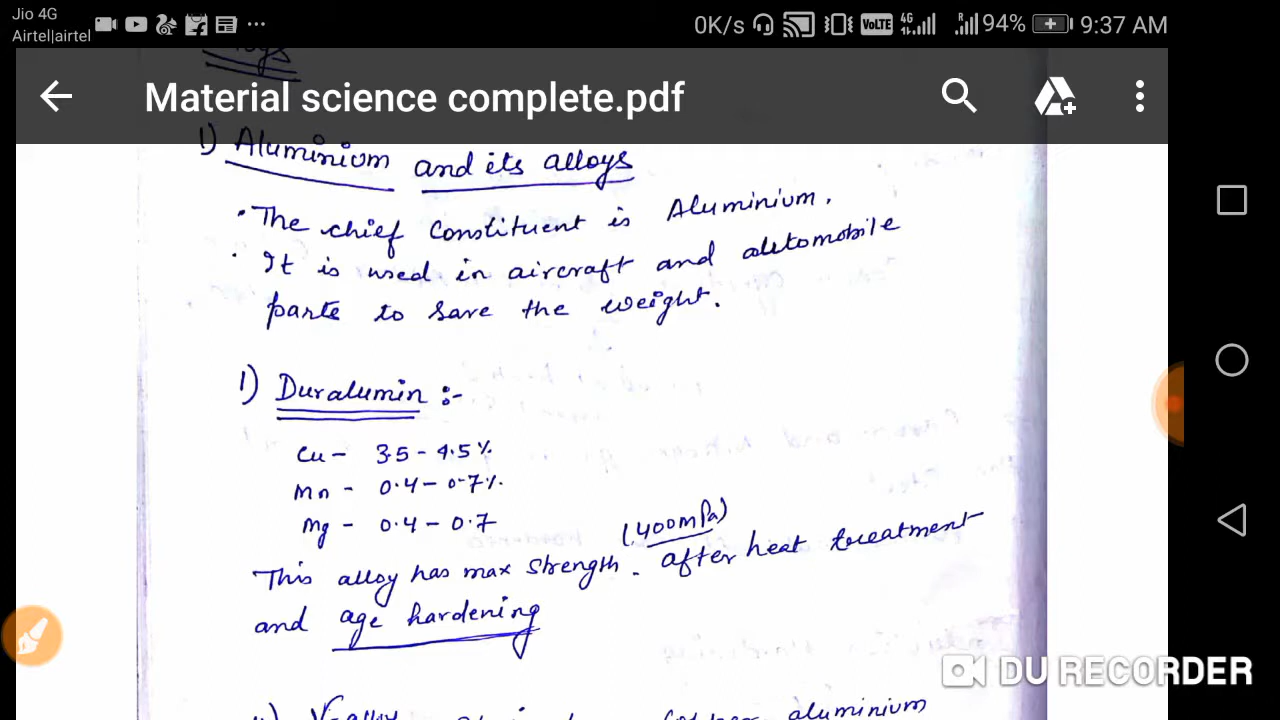 Jio 4G
Airtel|airtel
0K/s VoLTE 4G R 94% 9:37 AM
Material science complete.pdf
1) Aluminium and its alloys
• The chief Constituent is Aluminium.
• It is used in aircraft and automobile
parts to save the weight.
1) Duralumin :-
Cu - 3.5 - 4.5%
Mn - 0.4 - 0.7%
Mg - 0.4 - 0.7
(400mPa)
This alloy has max strength. after heat treatment
and age hardening
Y-alloy aluminium
DU RECORDER